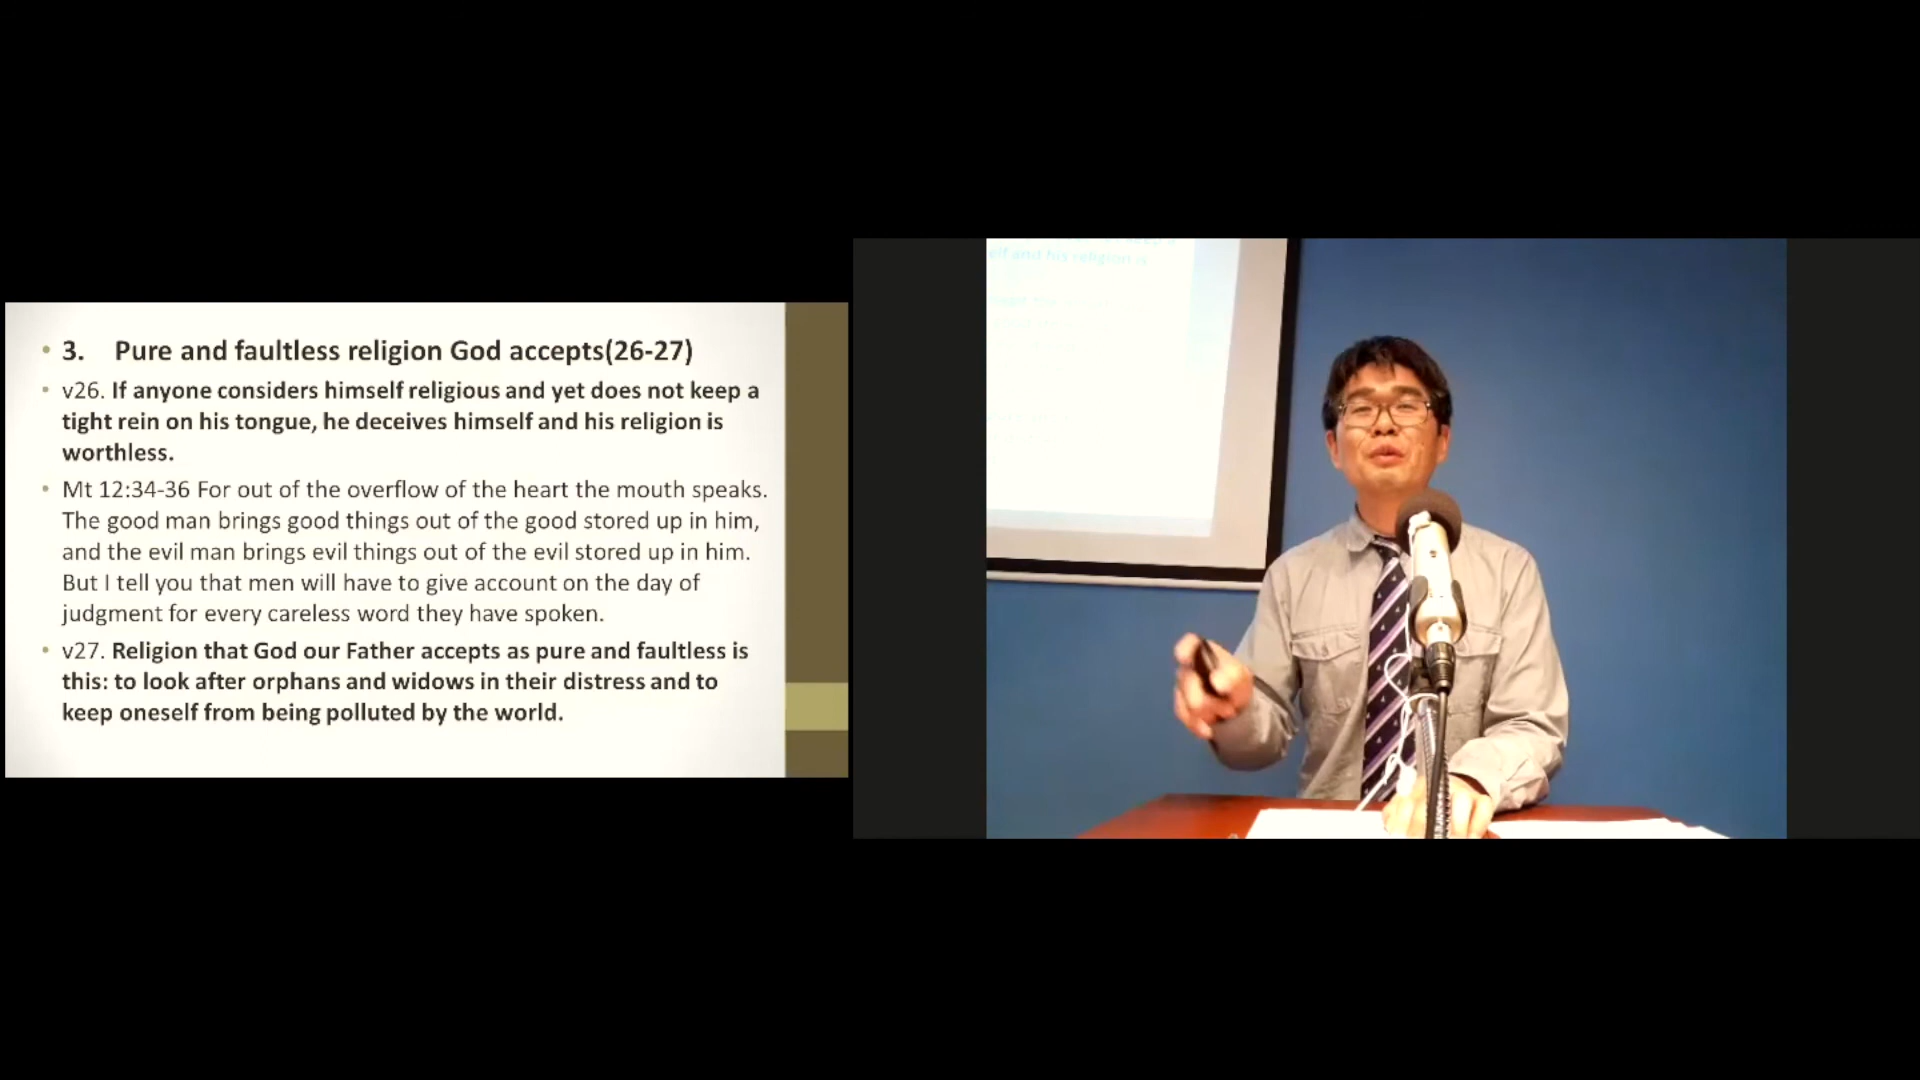 • 3. Pure and faultless religion God accepts(26-27)
• v26. If anyone considers himself religious and yet does not keep a
tight rein on his tongue, he deceives himself and his religion is
worthless.
• Mt 12:34-36 For out of the overflow of the heart the mouth speaks.
The good man brings good things out of the good stored up in him,
and the evil man brings evil things out of the evil stored up in him.
But I tell you that men will have to give account on the day of
judgment for every careless word they have spoken.
• v27. Religion that God our Father accepts as pure and faultless is
this: to look after orphans and widows in their distress and to
keep oneself from being polluted by the world.
elf and his religion is